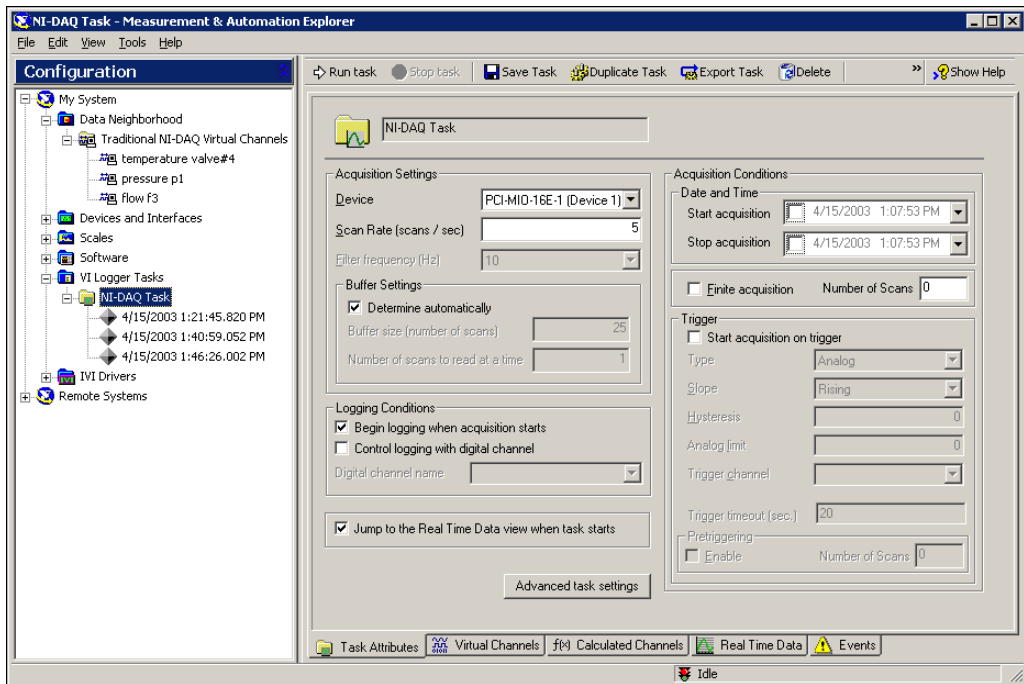 NI-DAQ Task - Measurement & Automation Explorer
File Edit View Tools Help
Configuration
Run task Stop task Save Task Duplicate Task Export Task Delete » Show Help
My System
Data Neighborhood
Traditional NI-DAQ Virtual Channels
temperature valve#4
pressure p1
flow f3
Devices and Interfaces
Scales
Software
VI Logger Tasks
NI-DAQ Task
4/15/2003 1:21:45.820 PM
4/15/2003 1:40:59.052 PM
4/15/2003 1:46:26.002 PM
IVI Drivers
Remote Systems
NI-DAQ Task
Acquisition Settings
Device PCI-MIO-16E-1 (Device 1)
Scan Rate (scans / sec) 5
Filter frequency (Hz) 10
Buffer Settings
Determine automatically
Buffer size (number of scans) 25
Number of scans to read at a time 1
Logging Conditions
Begin logging when acquisition starts
Control logging with digital channel
Digital channel name
Jump to the Real Time Data view when task starts
Advanced task settings
Acquisition Conditions
Date and Time
Start acquisition 4/15/2003 1:07:53 PM
Stop acquisition 4/15/2003 1:07:53 PM
Finite acquisition Number of Scans 0
Trigger
Start acquisition on trigger
Type Analog
Slope Rising
Hysteresis 0
Analog limit 0
Trigger channel
Trigger timeout (sec.) 20
Pretriggering
Enable Number of Scans 0
Task Attributes Virtual Channels f(x) Calculated Channels Real Time Data Events
Idle